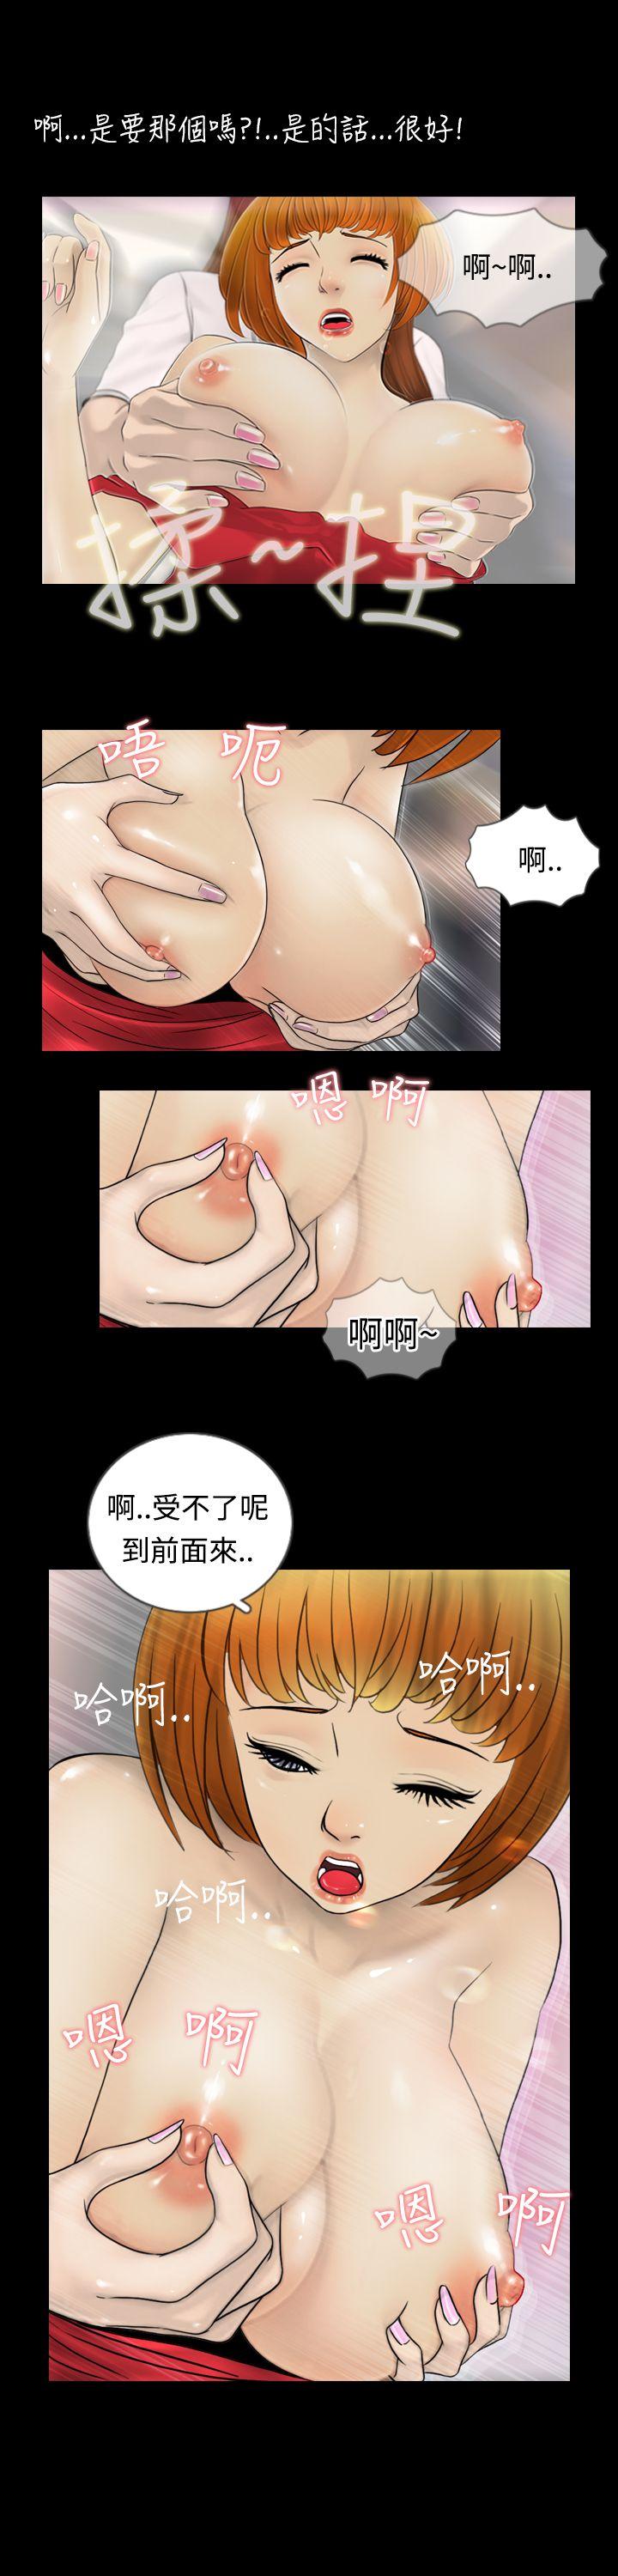 啊...是要那個嗎?!..是的話...很好!
啊~啊..
揉~捏
唔 呃
啊..
嗯 啊
啊啊~
啊..受不了呢
到前面來..
哈啊..
哈啊..
哈啊..
嗯 啊
嗯 啊